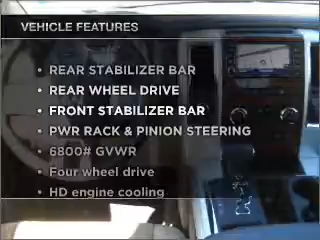 VEHICLE FEATURES
• REAR STABILIZER BAR
• REAR WHEEL DRIVE
• FRONT STABILIZER BAR
• PWR RACK & PINION STEERING
• 6800# GVWR
• Four wheel drive
• HD engine cooling